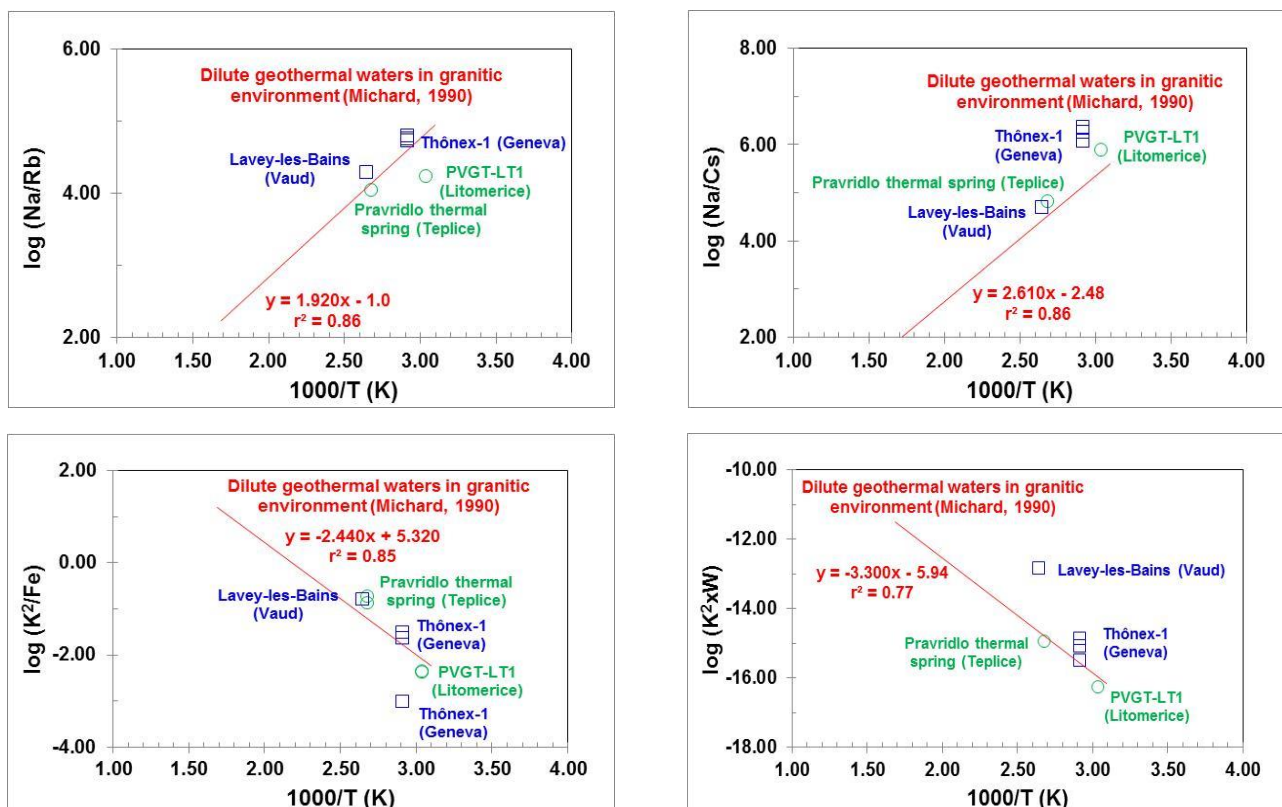 6.00
4.00
2.00
log (Na/Rb)
Dilute geothermal waters in granitic
environment (Michard, 1990)
Thônex-1 (Geneva)
Lavey-les-Bains
(Vaud)
PVGT-LT1
(Litomerice)
Pravridlo thermal
spring (Teplice)
y = 1.920x - 1.0
r² = 0.86
1.00 2.00 2.50 3.00 3.50 4.00
1000/T (K)
8.00
6.00
4.00
2.00
log (Na/Cs)
Dilute geothermal waters in granitic
environment (Michard, 1990)
Thônex-1
(Geneva)
PVGT-LT1
(Litomerice)
Pravridlo thermal spring (Teplice)
Lavey-les-Bains
(Vaud)
y = 2.610x - 2.48
r² = 0.86
1.00 2.00 2.50 3.00 3.50 4.00
1000/T (K)
2.00
0.00
-2.00
-4.00
log (K²/Fe)
Dilute geothermal waters in granitic
environment (Michard, 1990)
y = -2.440x + 5.320
r² = 0.85
Lavey-les-Bains
(Vaud)
Pravridlo thermal
spring (Teplice)
Thônex-1
(Geneva)
PVGT-LT1
(Litomerice)
Thônex-1
(Geneva)
1.00 2.00 2.50 3.00 3.50 4.00
1000/T (K)
-10.00
-12.00
-14.00
-16.00
-18.00
log (K²xW)
Dilute geothermal waters in granitic
environment (Michard, 1990)
y = -3.300x - 5.94
r² = 0.77
Lavey-les-Bains (Vaud)
Pravridlo thermal
spring (Teplice)
Thônex-1
(Geneva)
PVGT-LT1
(Litomerice)
1.00 2.00 2.50 3.00 3.50 4.00
1000/T (K)